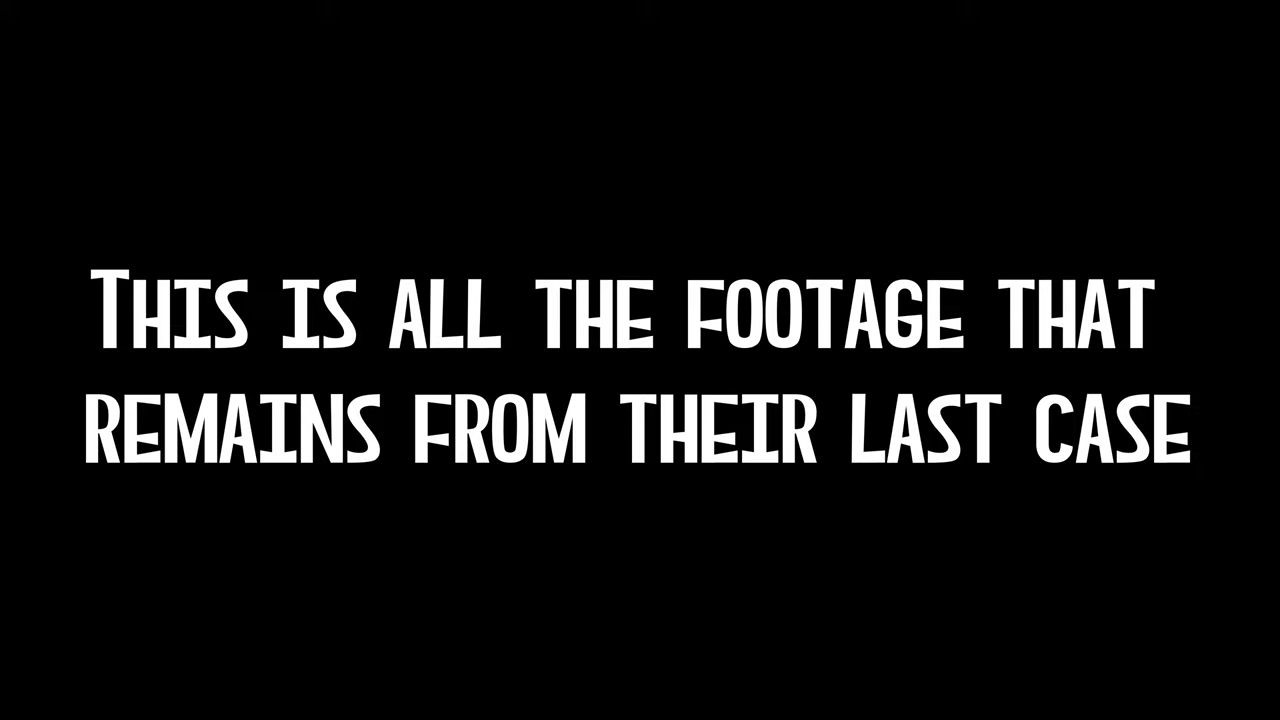 This is all the footage that
remains from their last case